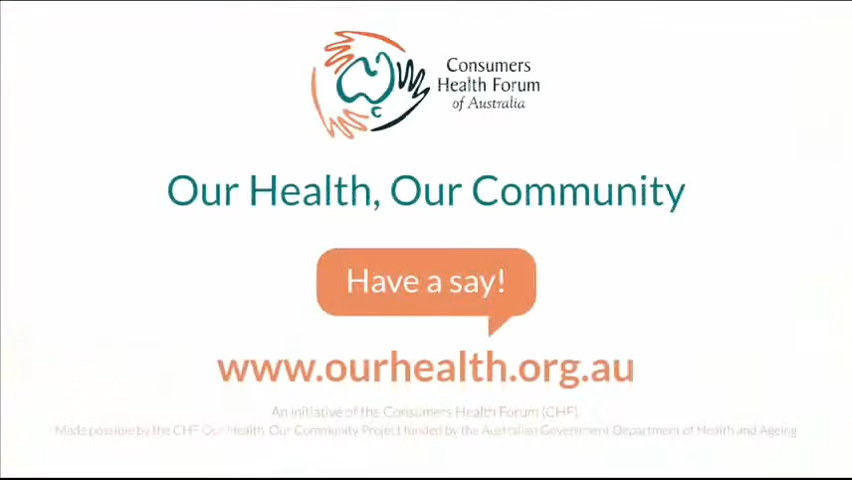 Consumers
Health Forum
of Australia
Our Health, Our Community
Have a say!
www.ourhealth.org.au
An initiative of the Consumers Health Forum (CHF).
Made possible by the CHF Our Health, Our Community Project funded by the Australian Government Department of Health and Ageing